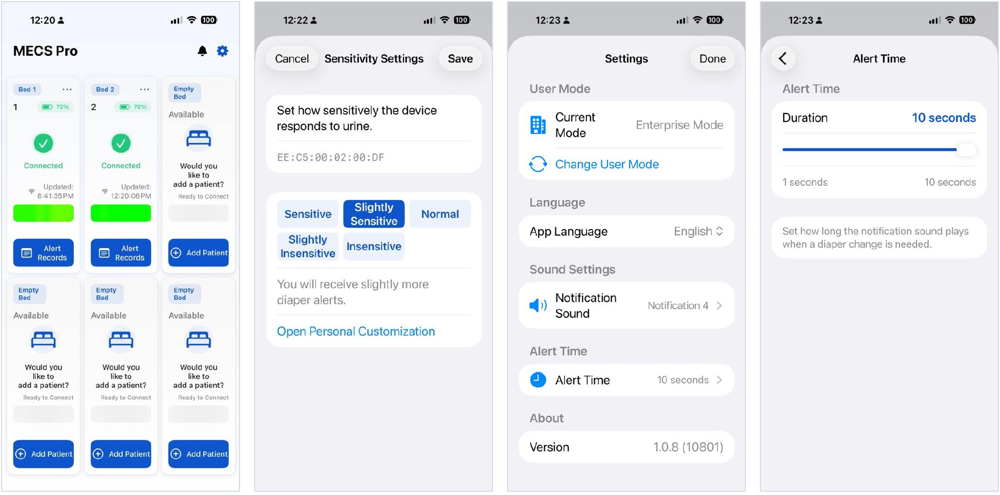 12:20
100
MECS Pro
Bed 1
1
72%
Connected
Updated:
8:41:35 PM
Alert
Records
Bed 2
2
70%
Connected
Updated:
12:20:06 PM
Alert
Records
Empty
Bed
Available
Would you
like to
add a patient?
Ready to Connect
Add Patient
Empty
Bed
Available
Would you
like to
add a patient?
Ready to Connect
Add Patient
Empty
Bed
Available
Would you
like to
add a patient?
Ready to Connect
Add Patient
Empty
Bed
Available
Would you
like to
add a patient?
Ready to Connect
Add Patient
12:22
100
Cancel
Sensitivity Settings
Save
Set how sensitively the device
responds to urine.
EE:C5:00:02:00:DF
Sensitive
Slightly
Sensitive
Normal
Slightly
Insensitive
Insensitive
You will receive slightly more
diaper alerts.
Open Personal Customization
12:23
100
Settings
Done
User Mode
Current
Mode
Enterprise Mode
Change User Mode
Language
App Language
English
Sound Settings
Notification
Sound
Notification 4
Alert Time
Alert Time
10 seconds
About
Version
1.0.8 (10801)
12:23
100
Alert Time
Alert Time
Duration
10 seconds
1 seconds
10 seconds
Set how long the notification sound plays
when a diaper change is needed.